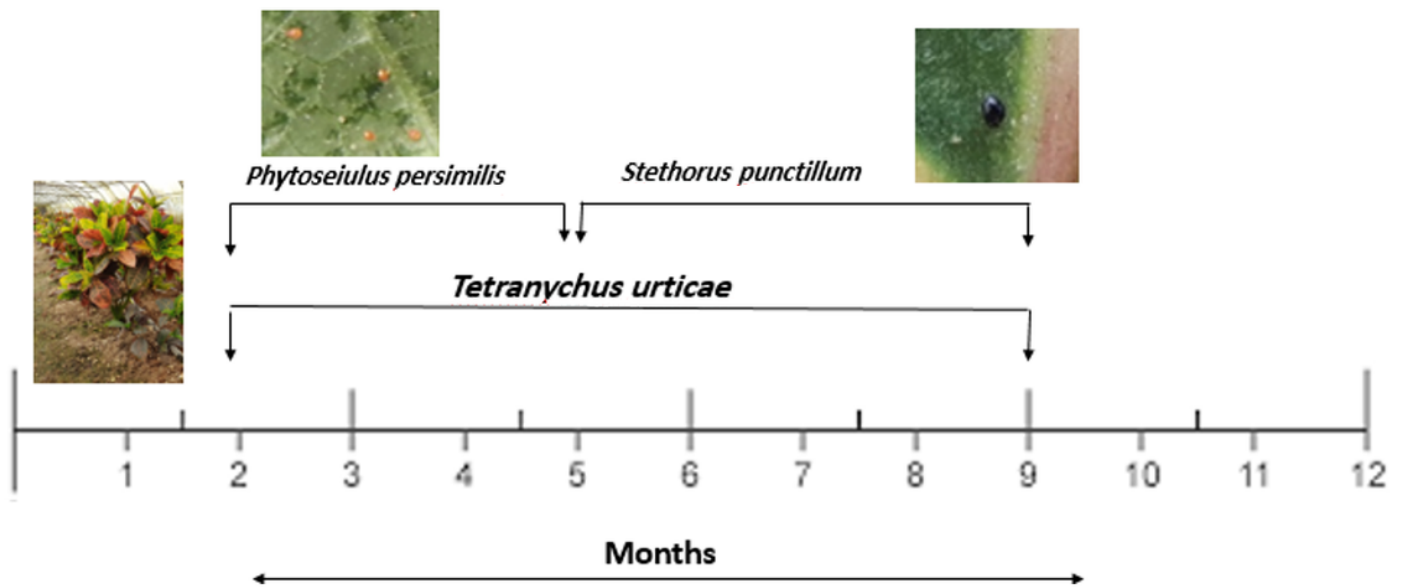 Phytoseiulus persimilis
Stethorus punctillum
Tetranychus urticae
1 2 3 4 5 6 7 8 9 10 11 12
Months